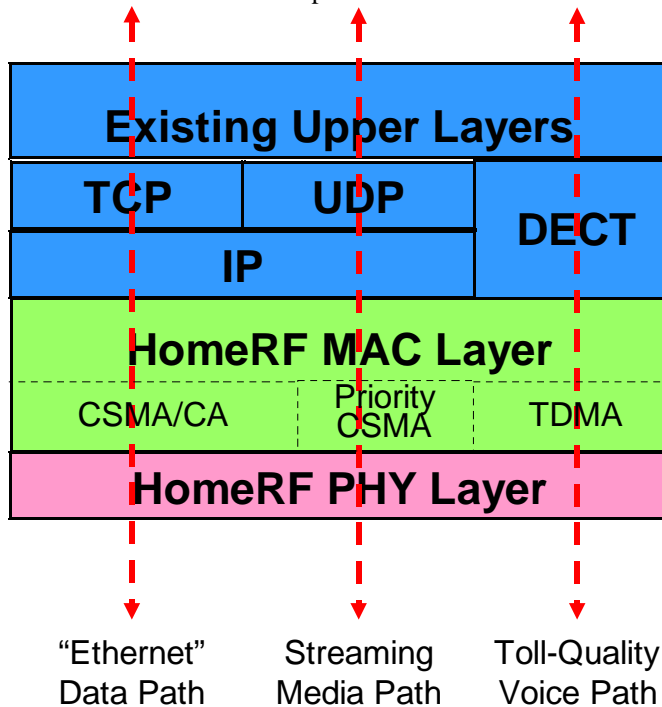 Existing Upper Layers
TCP UDP
DECT
IP
HomeRF MAC Layer
CSMA/CA Priority CSMA TDMA
HomeRF PHY Layer
“Ethernet” Data Path
Streaming Media Path
Toll-Quality Voice Path